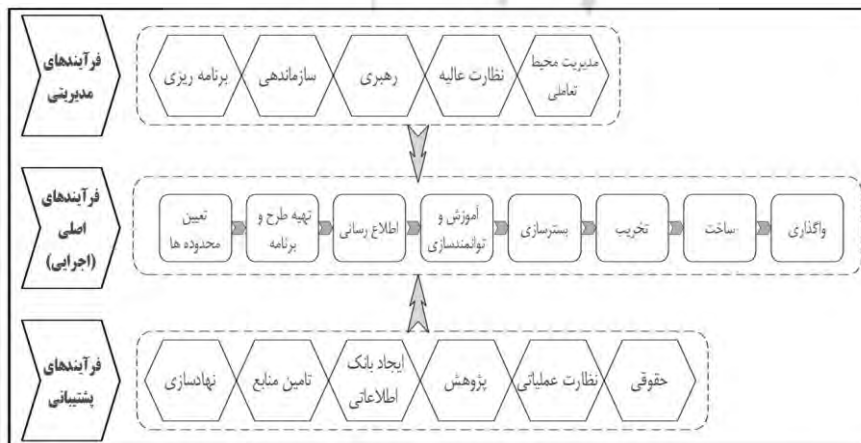 فرآیندهای
مدیریتی
برنامه ریزی
سازماندهی
رهبری
نظارت عالیه
مدیریت محیط
تعاملی
فرآیندهای
اصلی
(اجرایی)
تعیین
محدوده ها
تهیه طرح و
برنامه
اطلاع رسانی
آموزش و
توانمندسازی
بسترسازی
تخریب
ساخت
واگذاری
فرآیندهای
پشتیبانی
نهادسازی
تامین منابع
ایجاد بانک
اطلاعاتی
پژوهش
نظارت عملیاتی
حقوقی